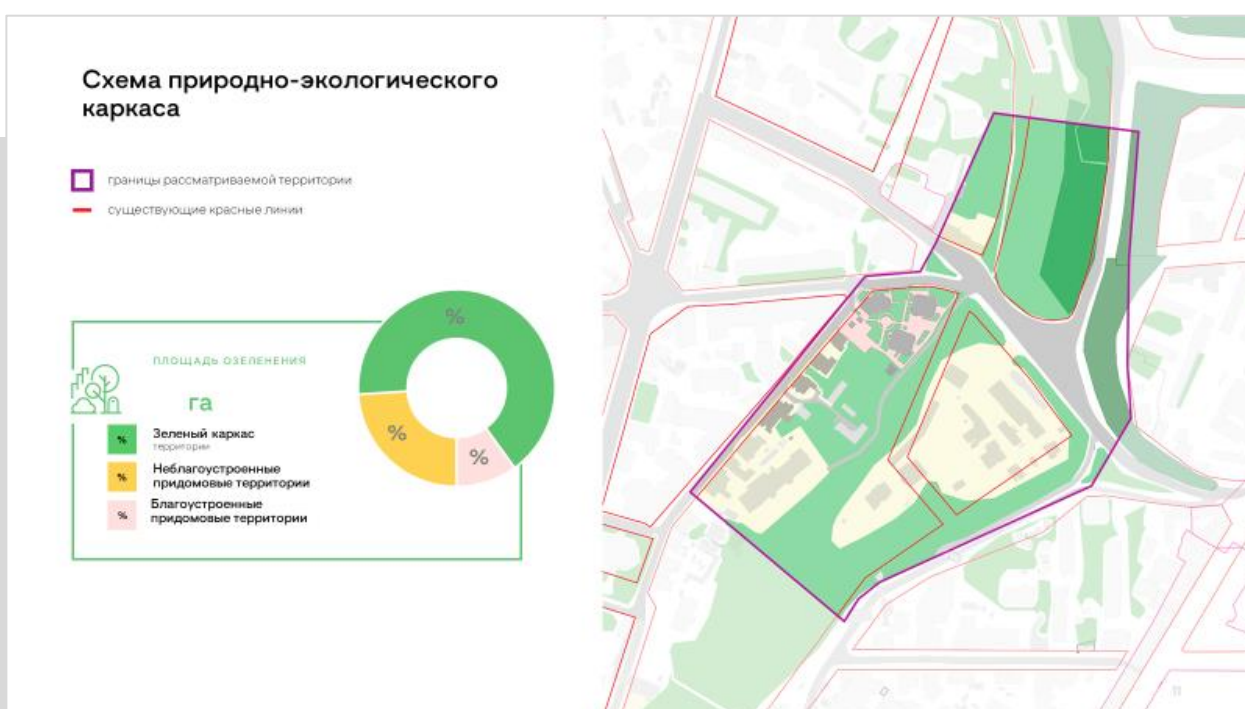 Схема природно-экологического
каркаса
границы рассматриваемой территории
существующие красные линии
%
%
%
ПЛОЩАДЬ ОЗЕЛЕНЕНИЯ
га
% Зеленый каркас
территории
% Неблагоустроенные
придомовые территории
% Благоустроенные
придомовые территории
11